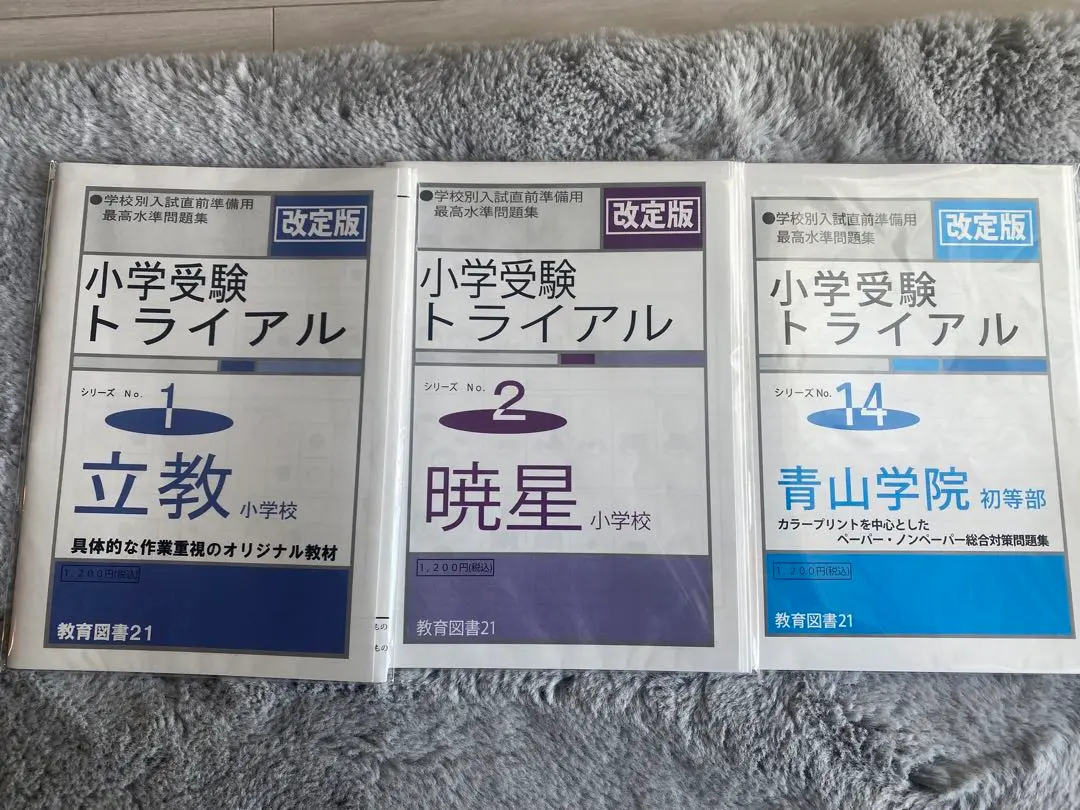 ●学校別入試直前準備用
最高水準問題集
改定版
小学受験
トライアル
シリーズ No.
1
立教 小学校
具体的な作業重視のオリジナル教材
1,200円(税込)
教育図書21
もの
もの
●学校別入試直前準備用
最高水準問題集
改定版
小学受験
トライアル
シリーズ No.
2
暁星 小学校
1,200円(税込)
教育図書21
●学校別入試直前準備用
最高水準問題集
改定版
小学受験
トライアル
シリーズ No.14
青山学院 初等部
カラープリントを中心とした
ペーパー・ノンペーパー総合対策問題集
1,200円(税込)
教育図書21